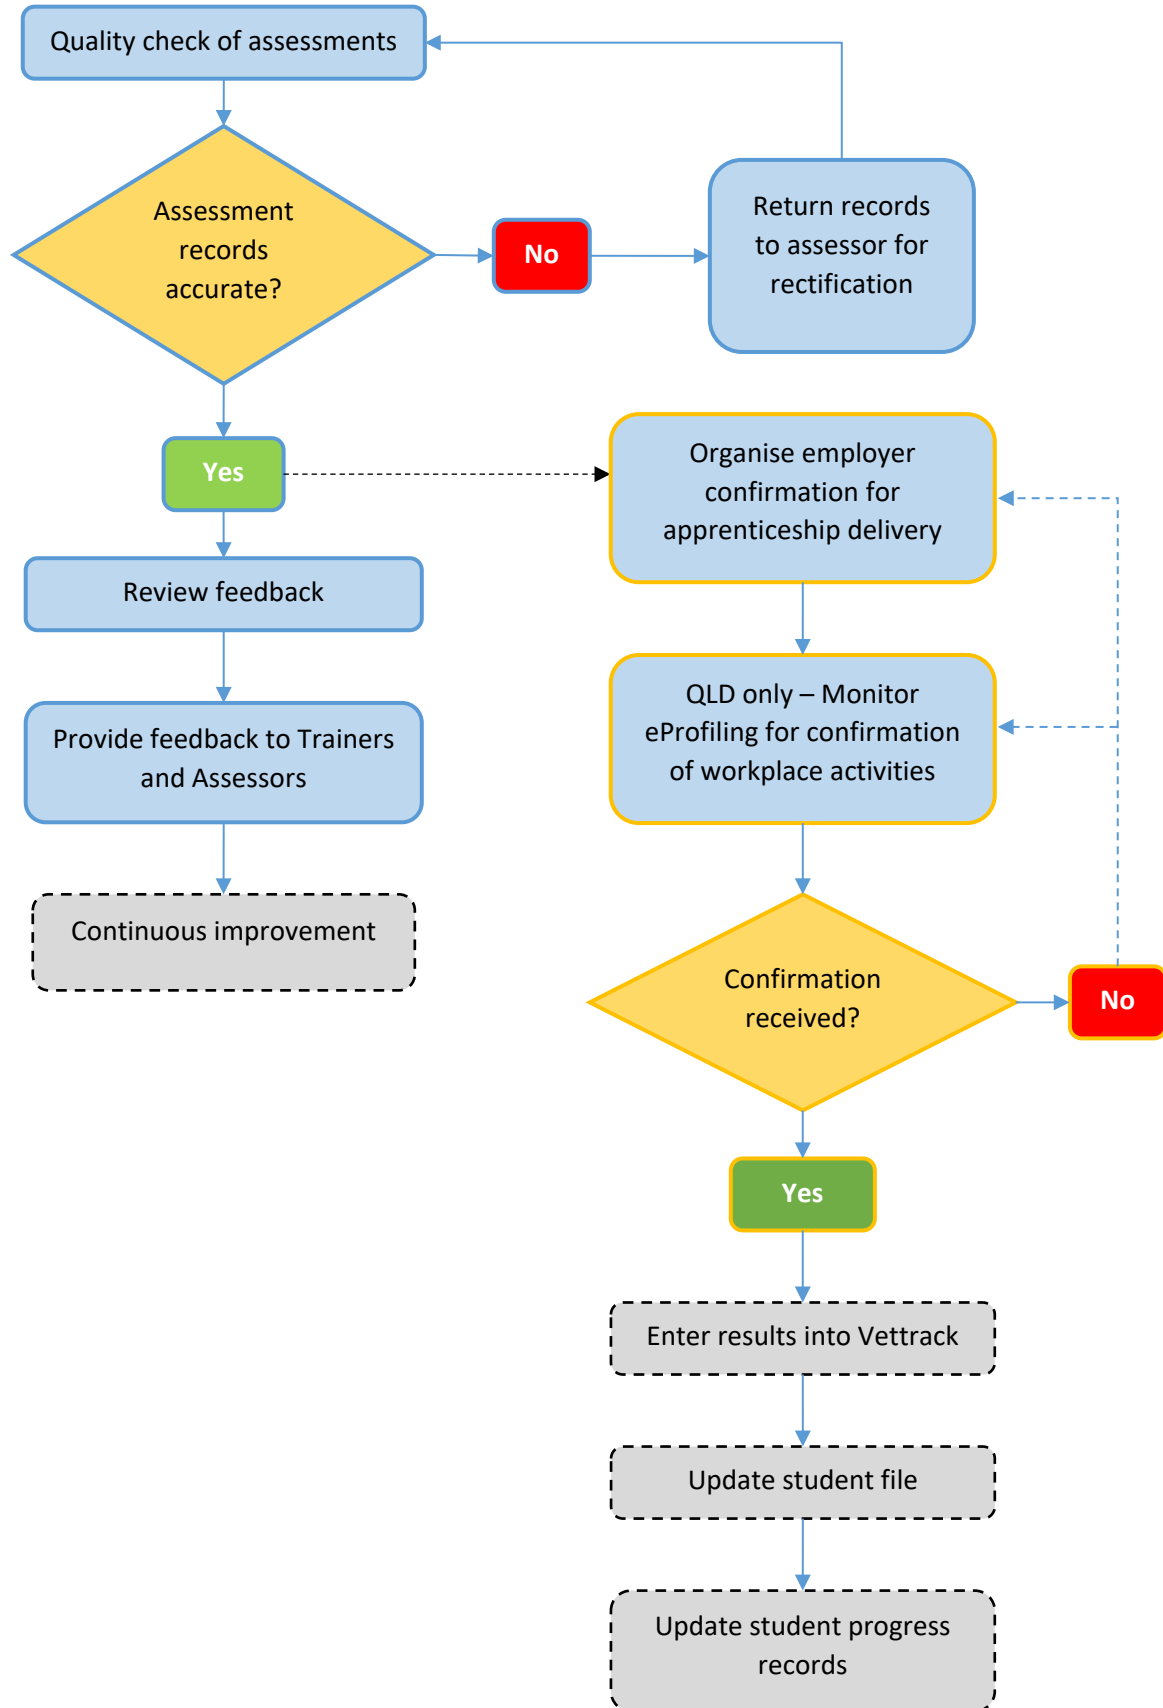 Quality check of assessments
Assessment
records
accurate?
No
Return records
to assessor for
rectification
Yes
Organise employer
confirmation for
apprenticeship delivery
Review feedback
Provide feedback to Trainers
and Assessors
QLD only – Monitor
eProfiling for confirmation
of workplace activities
Continuous improvement
Confirmation
received?
No
Yes
Enter results into Vettrack
Update student file
Update student progress
records